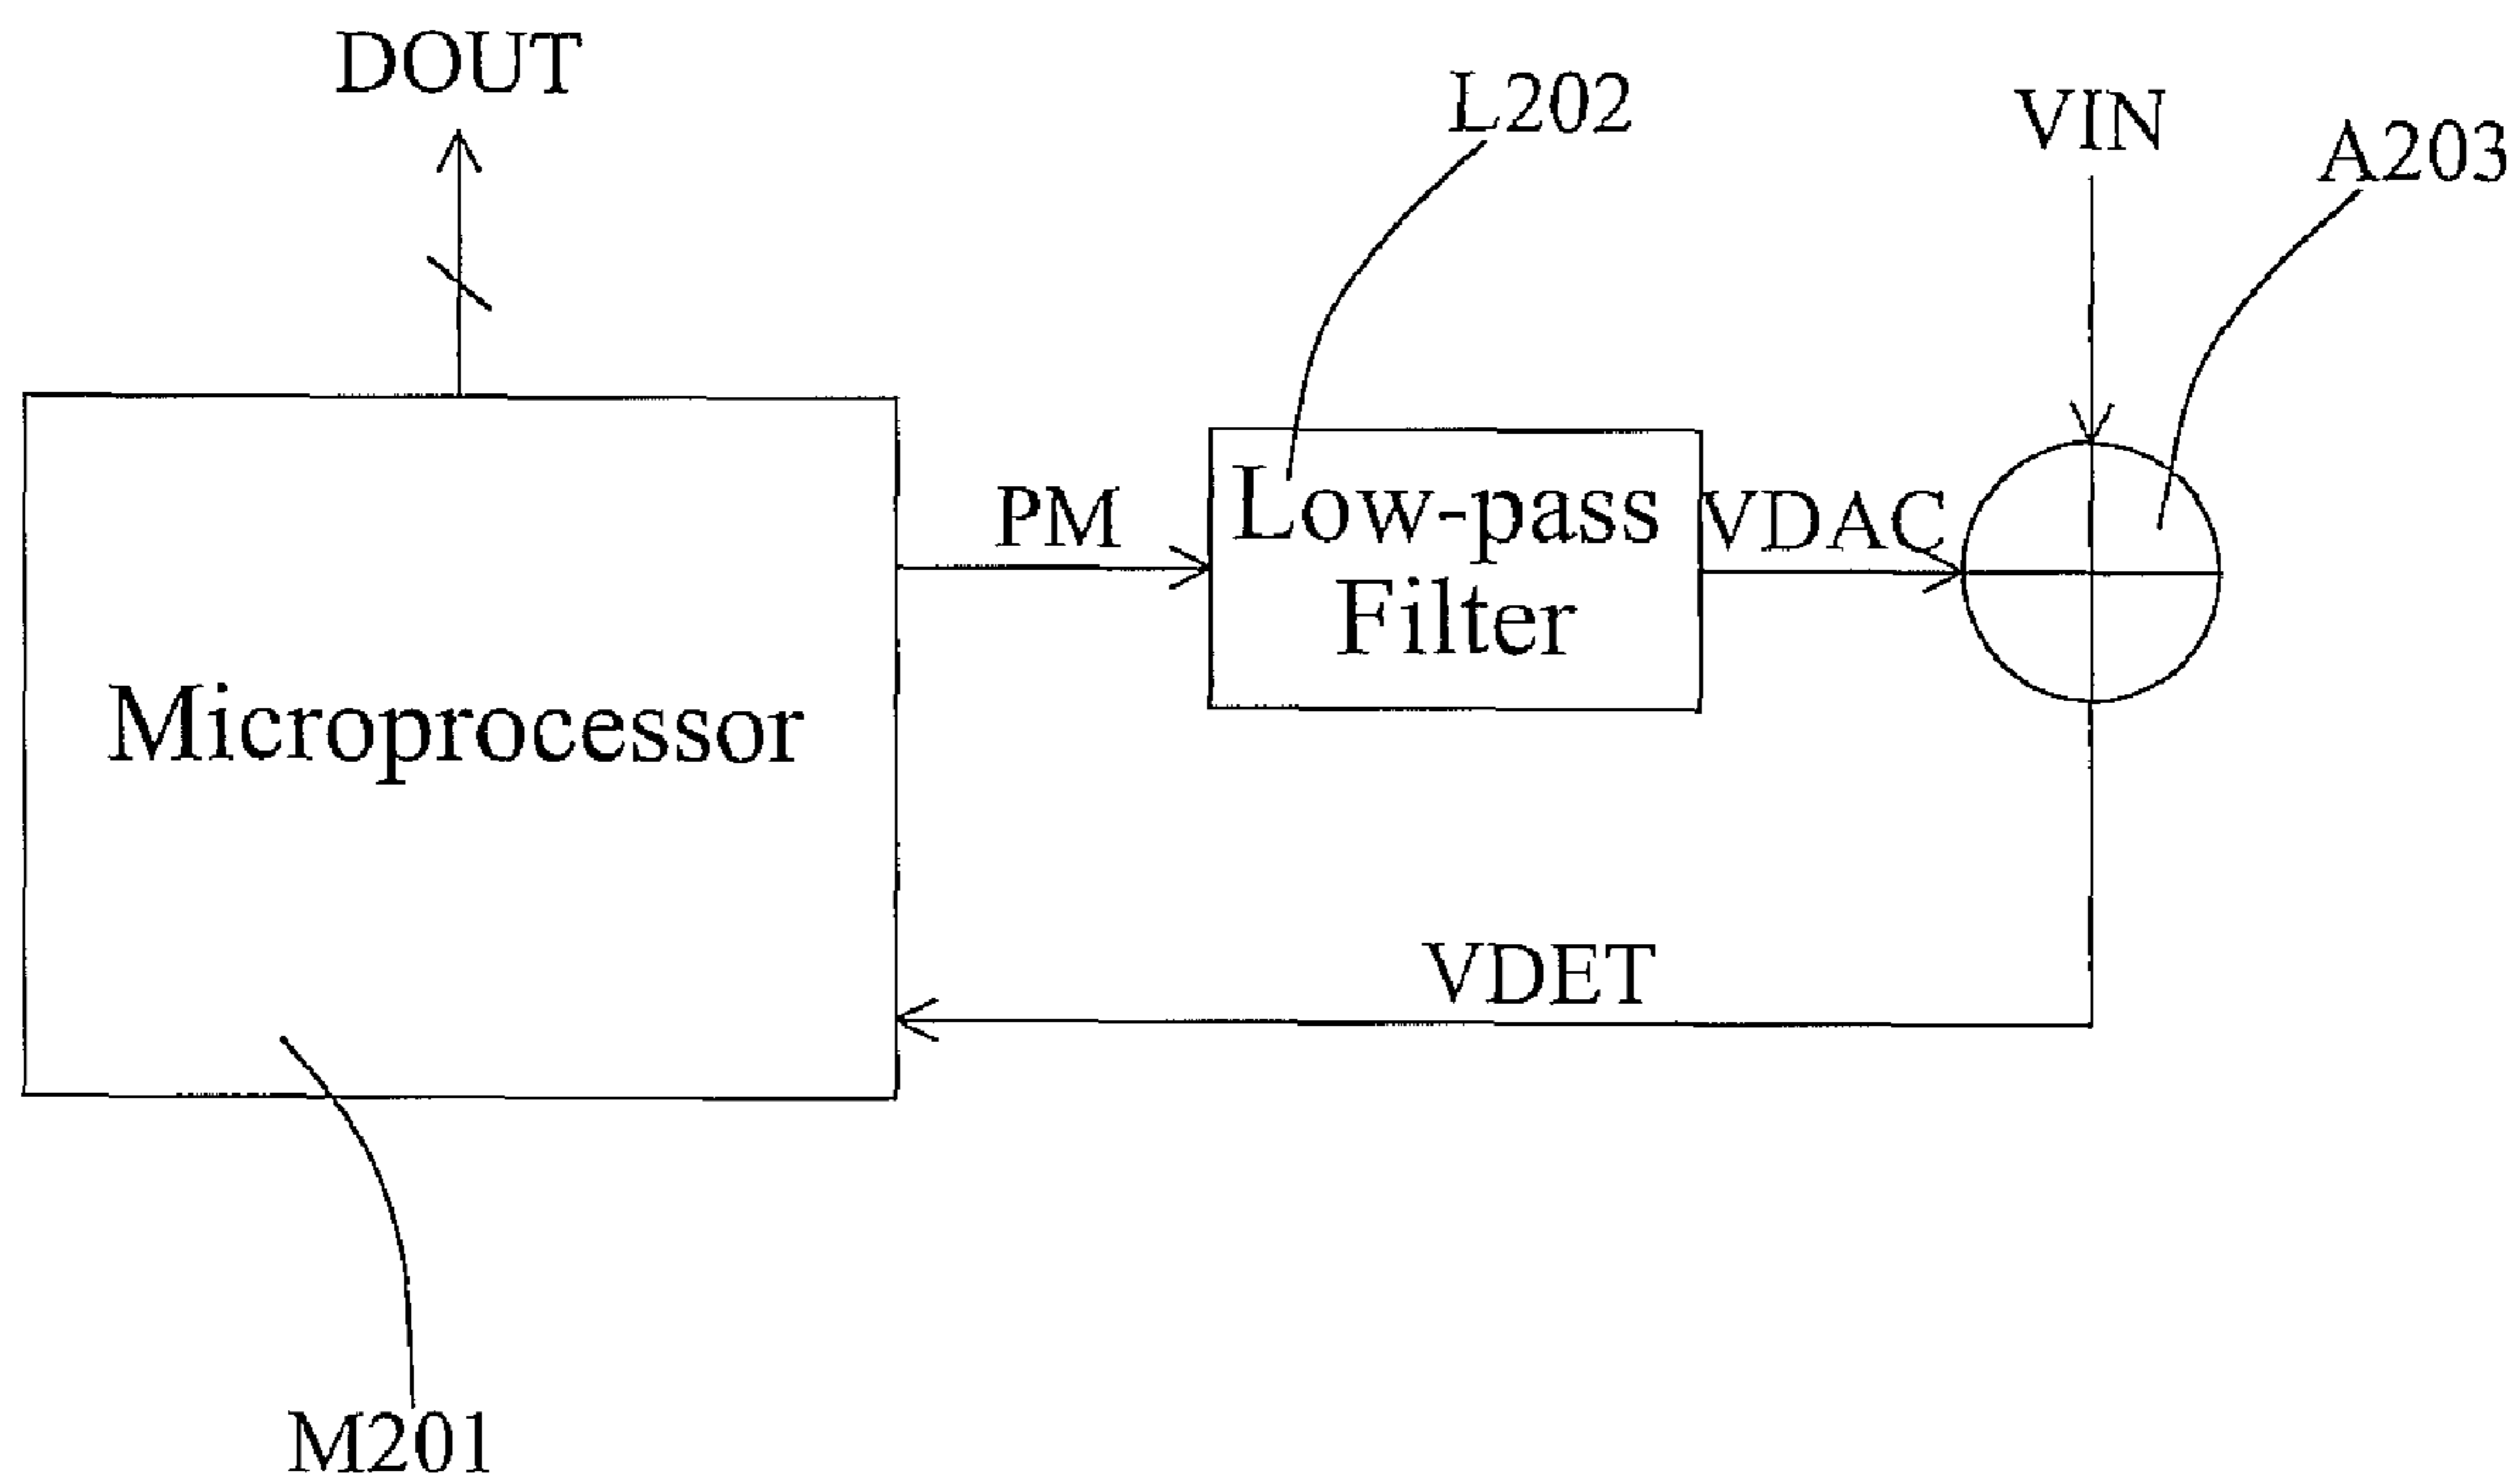 DOUT
L202
VIN
A203
PM
Low-pass
Filter
VDAC
Microprocessor
VDET
M201